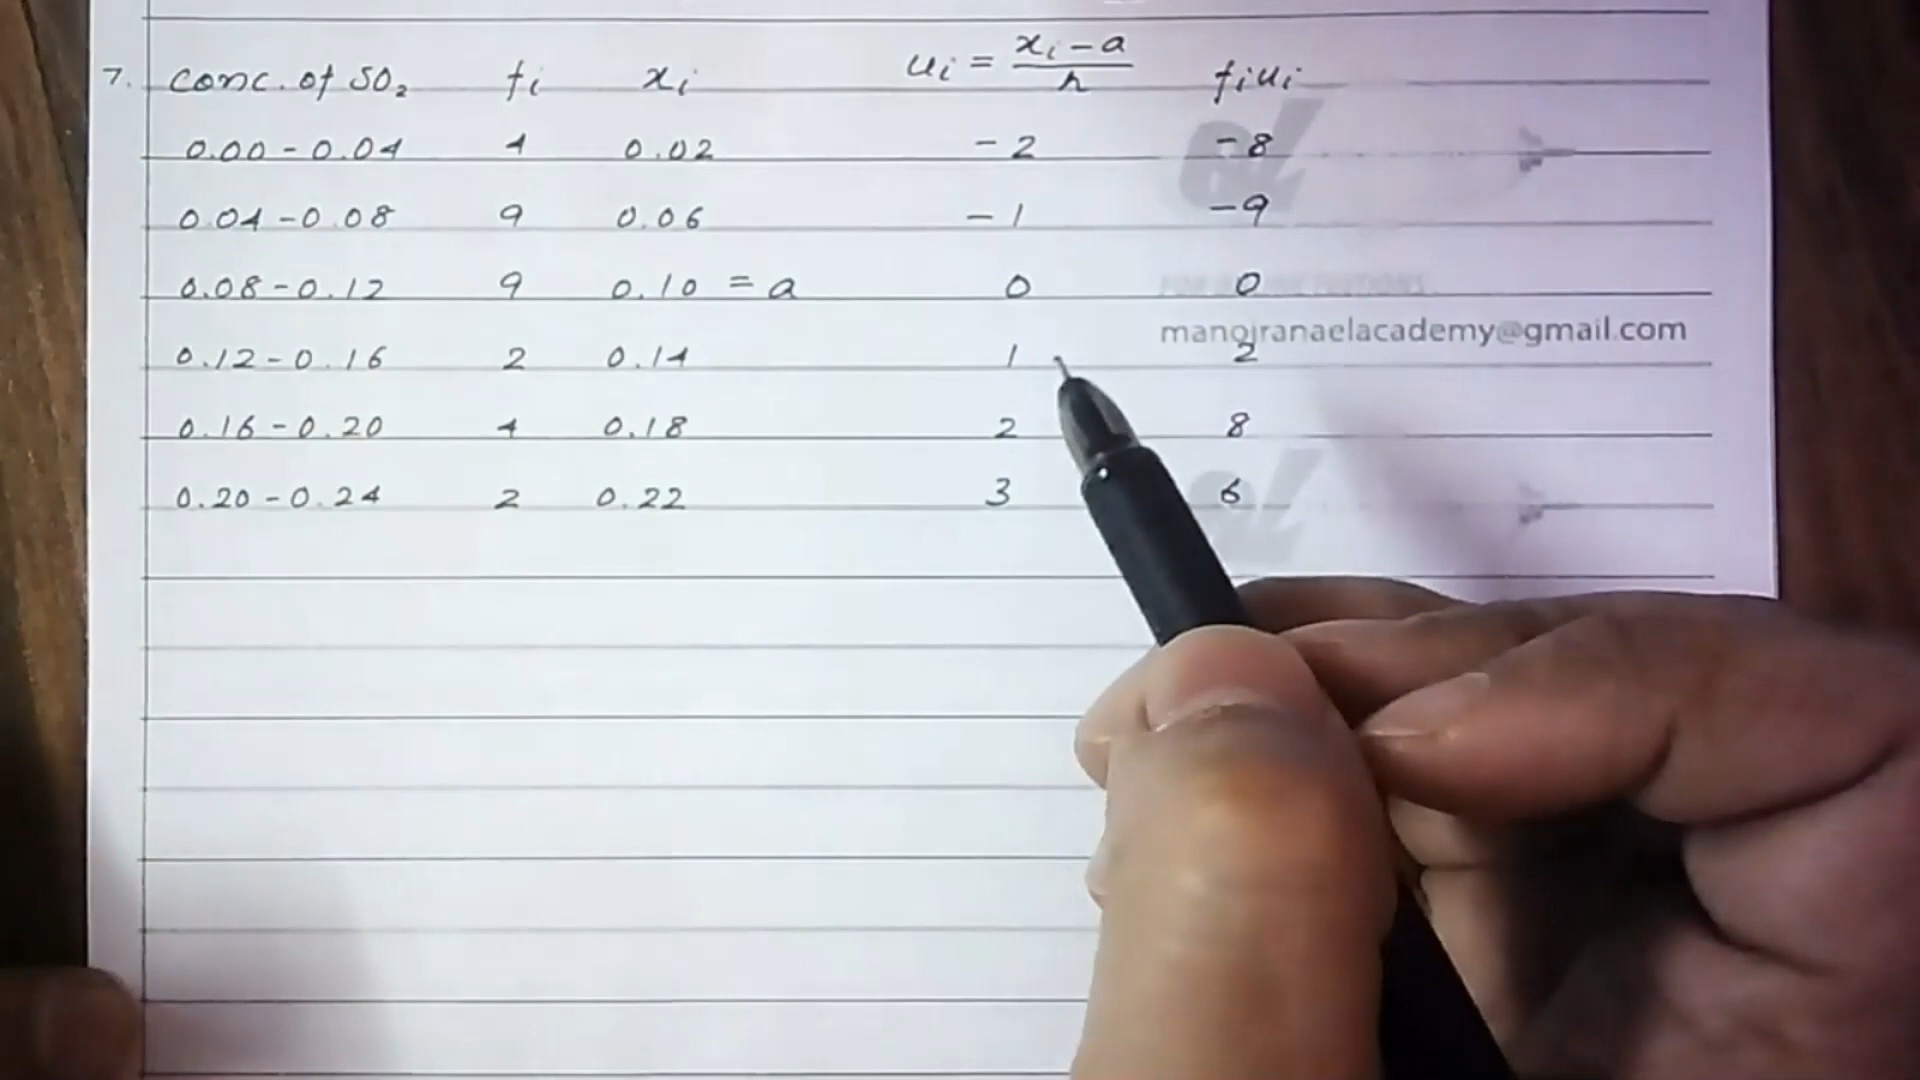 7. conc. of SO₂ fi xi ui = (xi - a)/h fiui
0.00 - 0.04 4 0.02 - 2 - 8
0.04 - 0.08 9 0.06 - 1 - 9
0.08 - 0.12 9 0.10 = a 0 0
manojranaelacademy@gmail.com
0.12 - 0.16 2 0.14 1 2
0.16 - 0.20 4 0.18 2 8
0.20 - 0.24 2 0.22 3 6